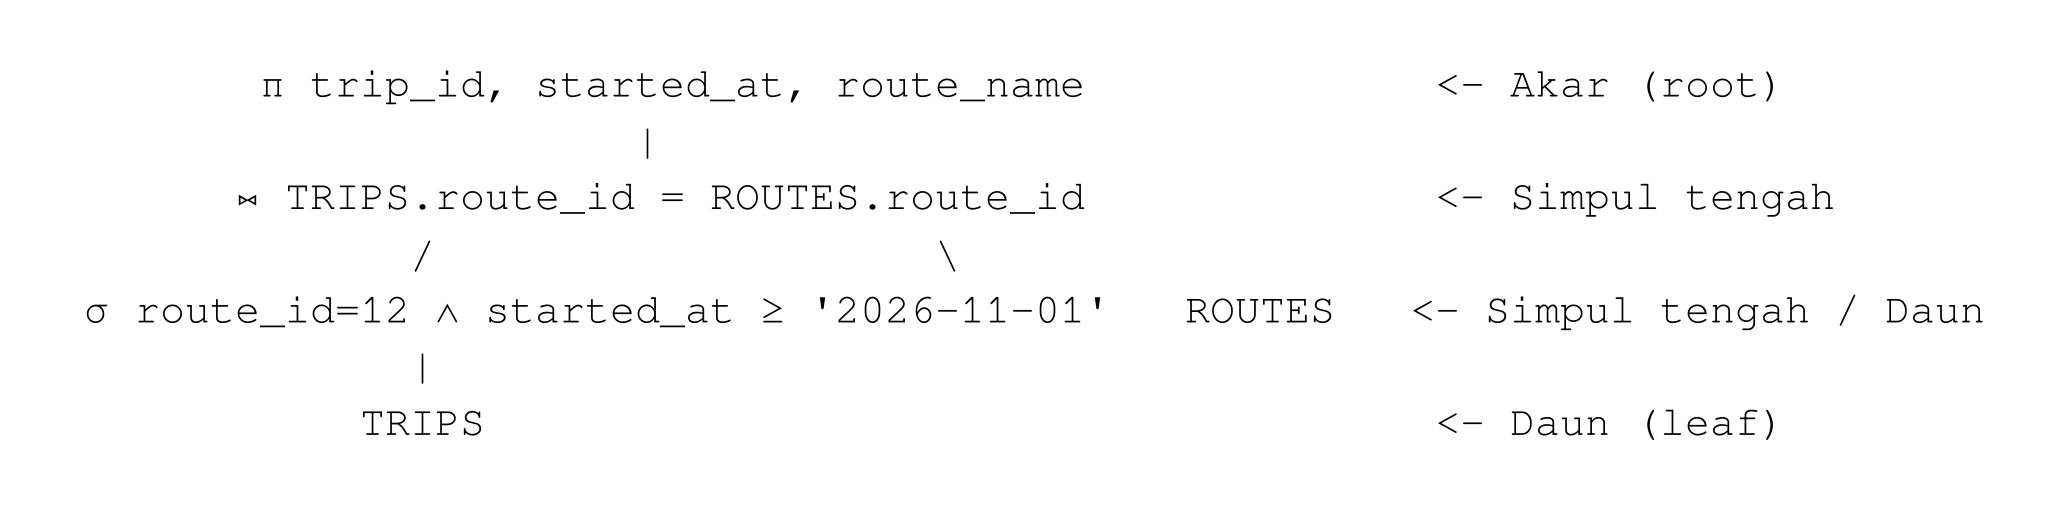 π trip_id, started_at, route_name <- Akar (root)
|
⋈ TRIPS.route_id = ROUTES.route_id <- Simpul tengah
/ \
σ route_id=12 ∧ started_at ≥ '2026-11-01' ROUTES <- Simpul tengah / Daun
|
TRIPS <- Daun (leaf)